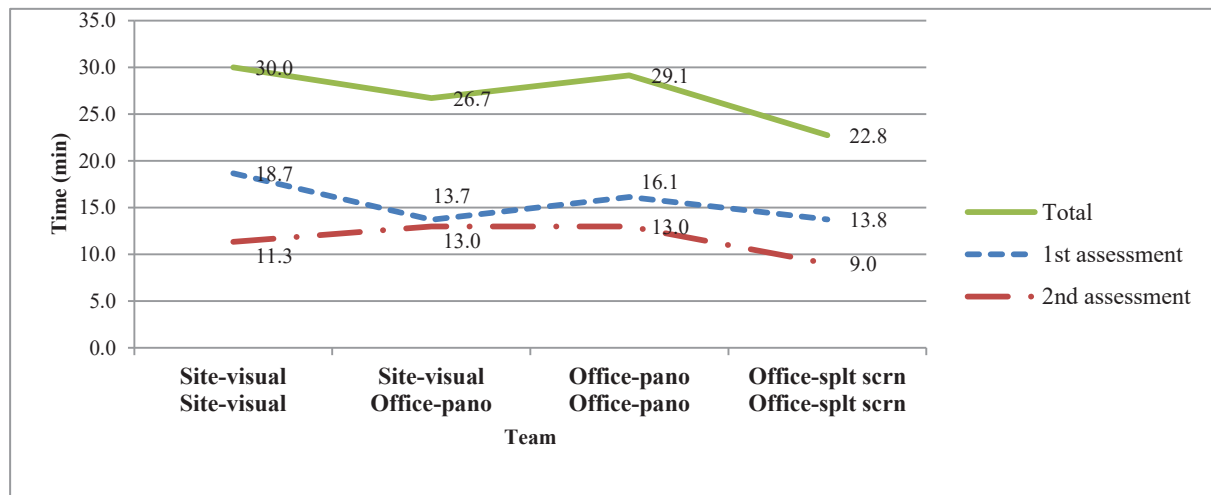 35.0
30.0
25.0
20.0
15.0
10.0
5.0
0.0
Time (min)
30.0
26.7
29.1
22.8
18.7
13.7
16.1
13.8
11.3
13.0
13.0
9.0
Total
1st assessment
2nd assessment
Site-visual Site-visual Office-pano Office-splt scrn
Site-visual Office-pano Office-pano Office-splt scrn
Team